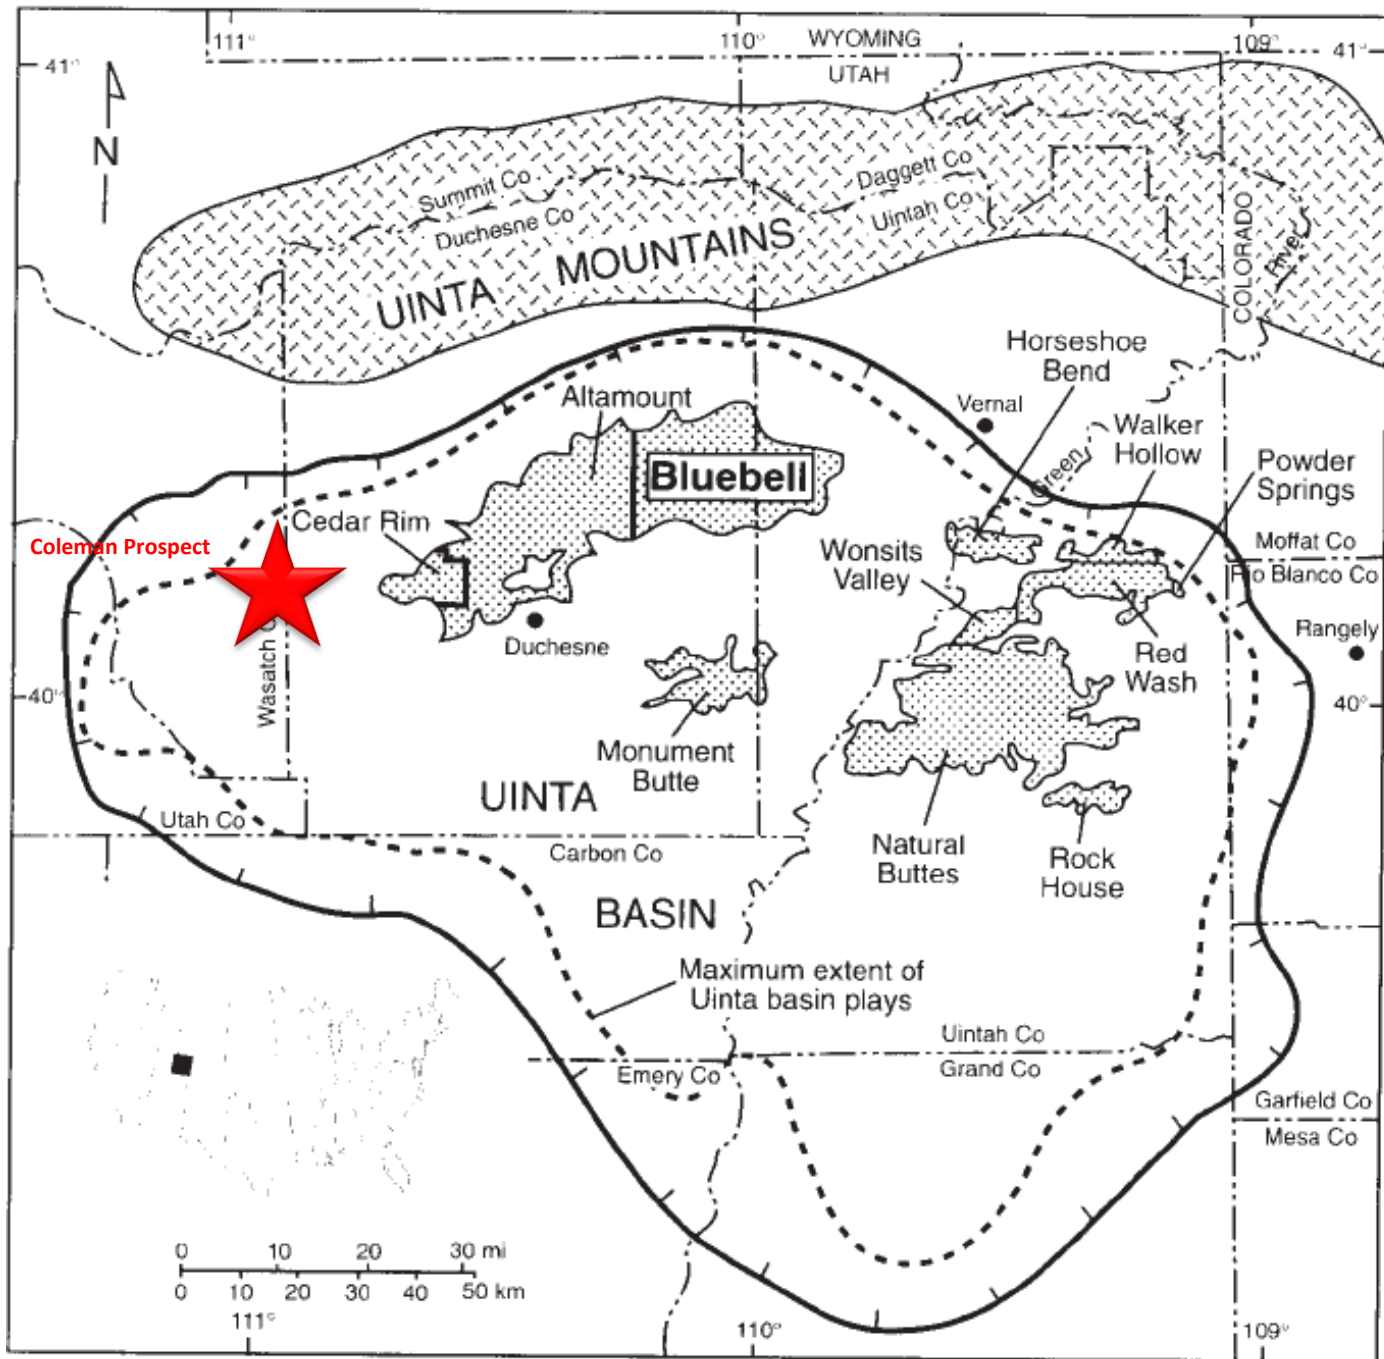 111°
110°
109°
WYOMING
UTAH
41°
41°
N
Summit Co
Duchesne Co
Daggett Co
Uintah Co
COLORADO
River
UINTA MOUNTAINS
Horseshoe
Bend
Altamount
Vernal
Walker
Hollow
Green
Powder
Springs
Bluebell
Cedar Rim
Coleman Prospect
Wonsits
Valley
Moffat Co
Rio Blanco Co
Wasatch
Duchesne
Red
Wash
Rangely
40°
40°
Monument
Butte
UINTA
Utah Co
Carbon Co
Natural
Buttes
Rock
House
BASIN
Maximum extent of
Uinta basin plays
Uintah Co
Grand Co
Emery Co
Garfield Co
Mesa Co
0 10 20 30 mi
0 10 20 30 40 50 km
111°
110°
109°